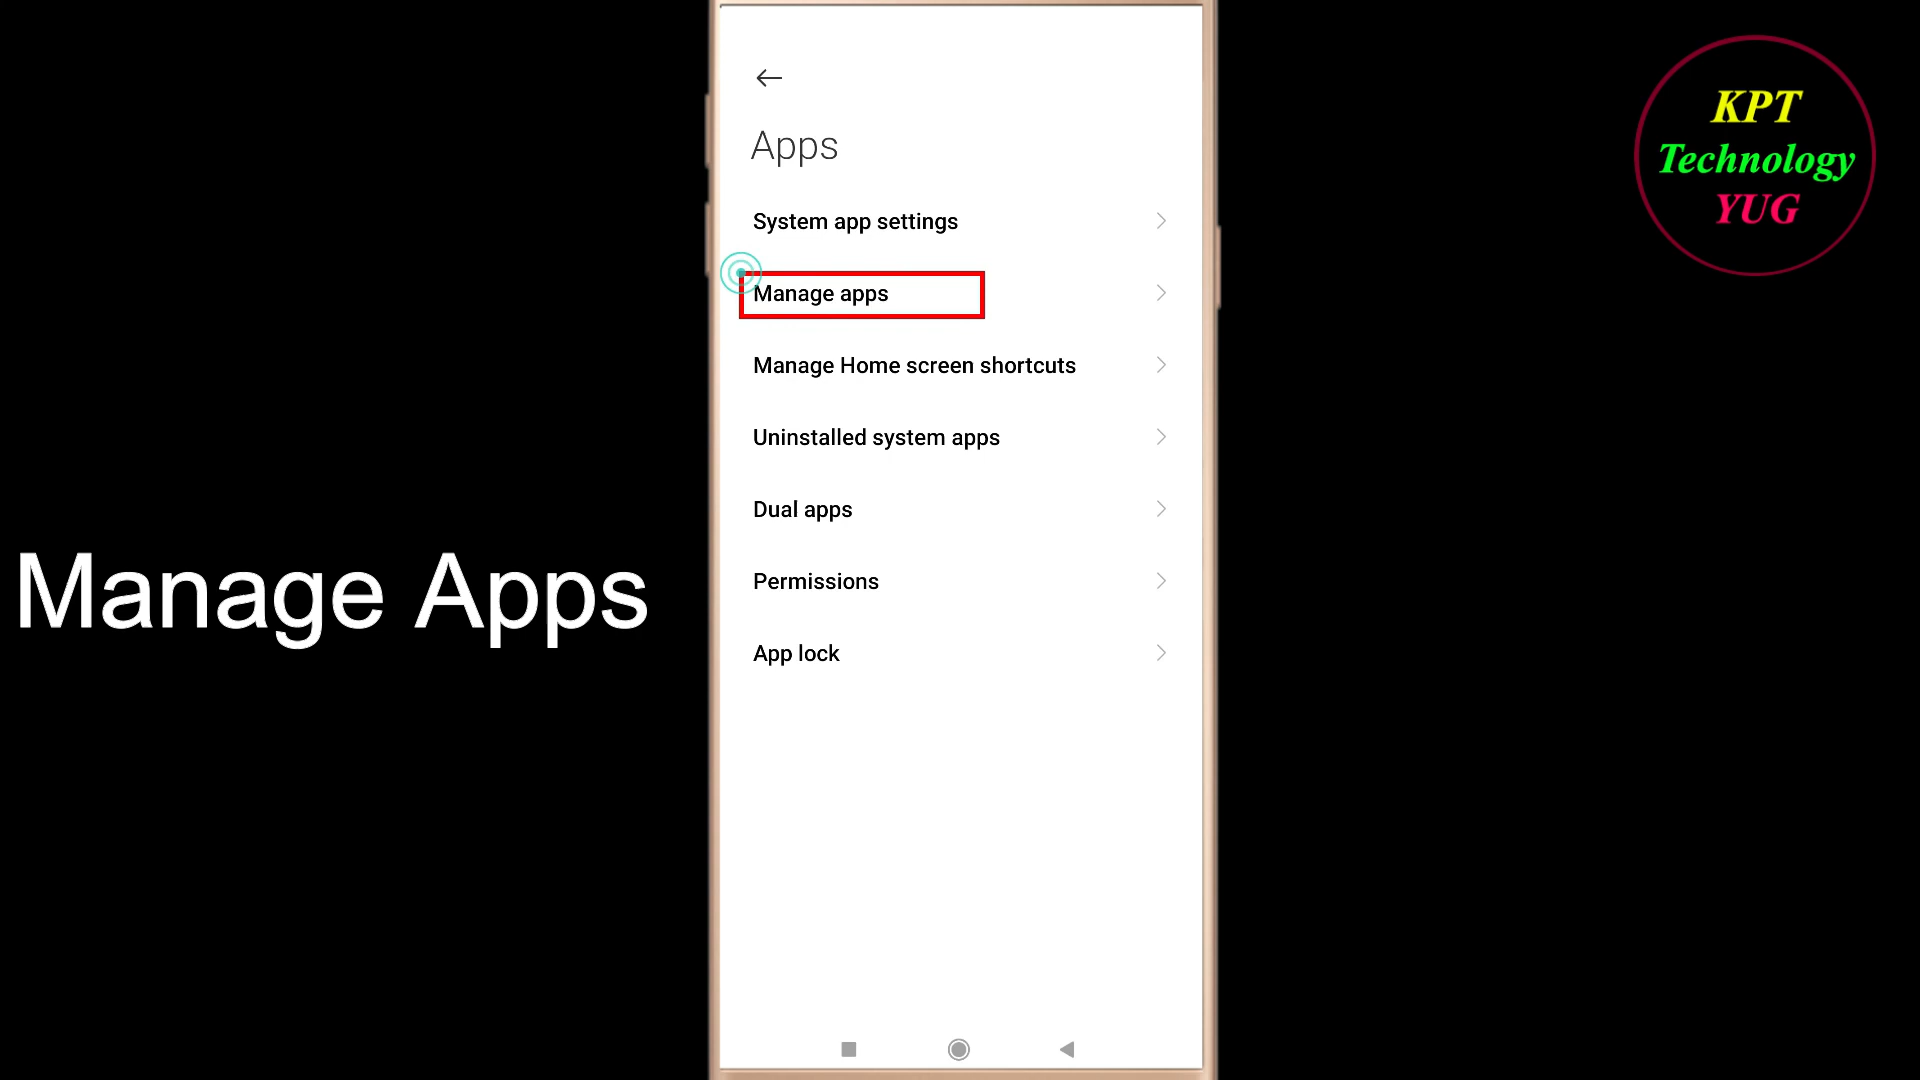 Apps
System app settings
Manage apps
Manage Home screen shortcuts
Uninstalled system apps
Dual apps
Permissions
App lock
Manage Apps
KPT
Technology
YUG